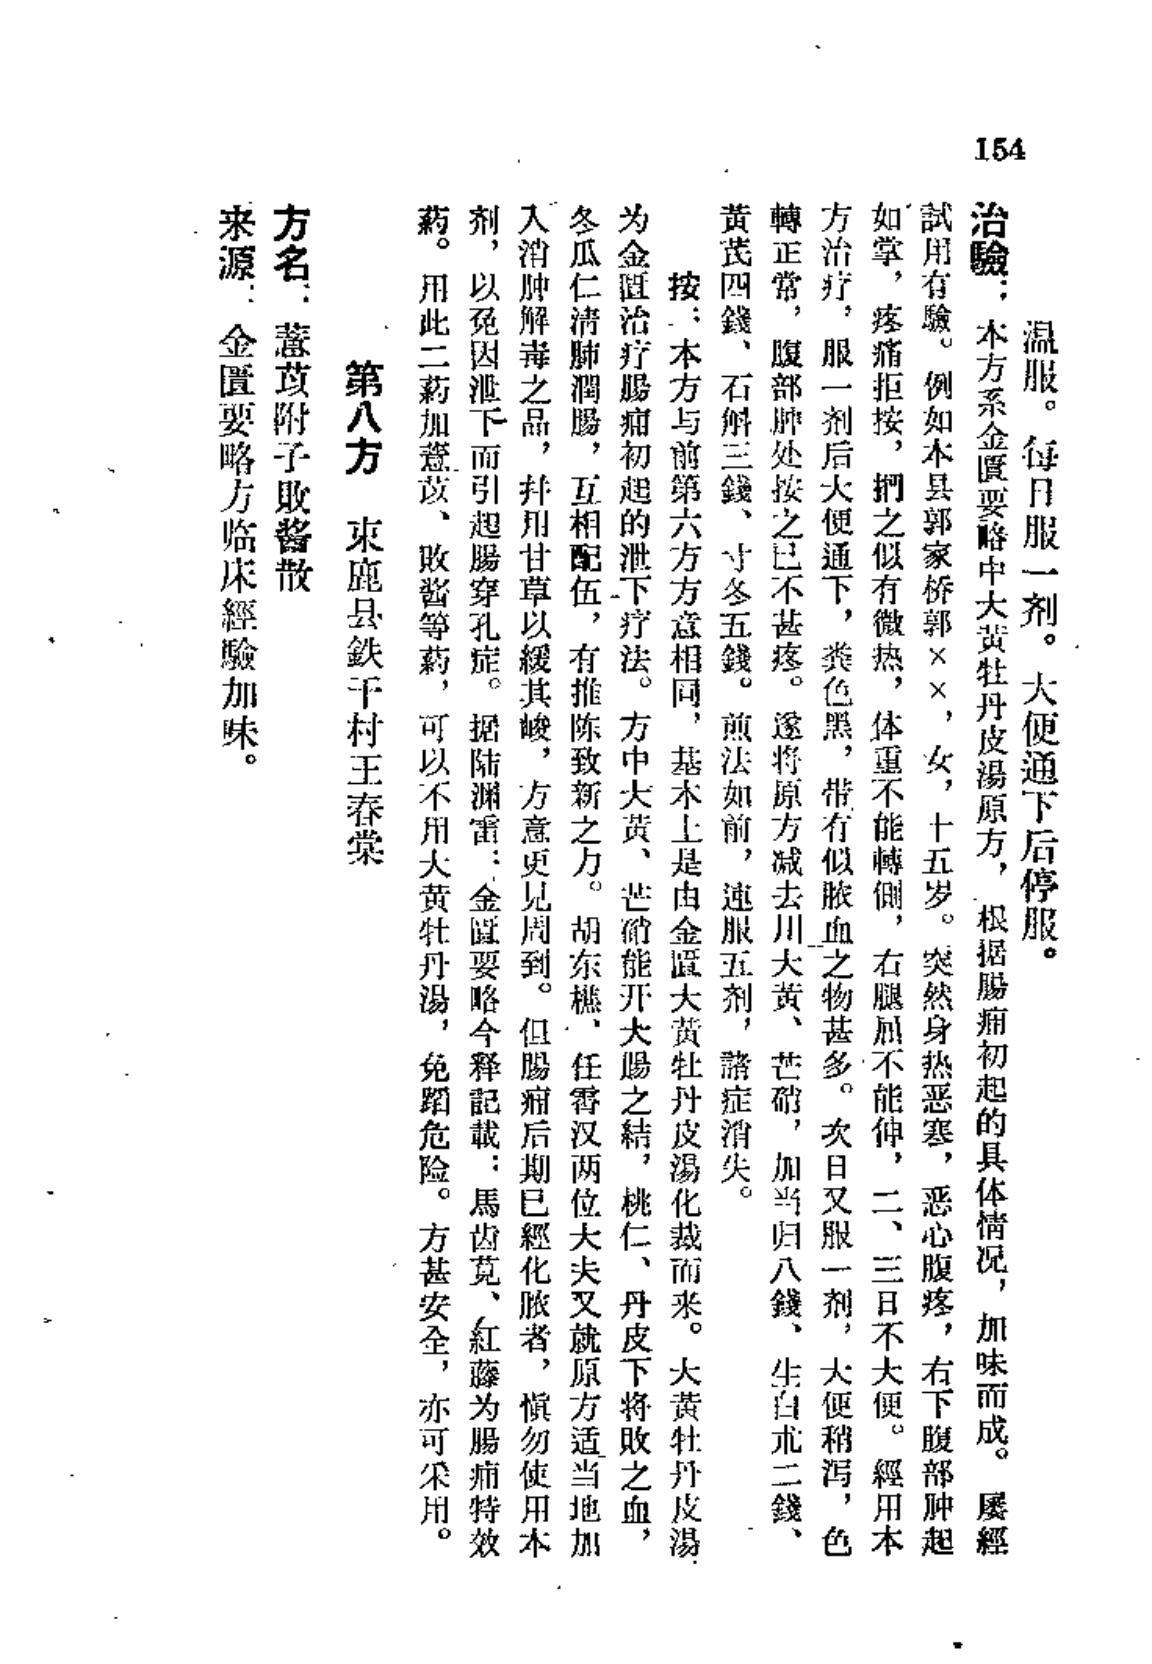 154
温服。每日服一剂。大便通下后停服。
治驗：本方系金匱要略中大黃牡丹皮湯原方，根据腸痈初起的具体情况，加味而成。屡經
試用有驗。例如本县郭家桥郭××，女，十五岁。突然身热恶寒，恶心腹疼，右下腹部肿起
如掌，疼痛拒按，捫之似有微热，体重不能轉側，右腿屈不能伸，二、三日不大便。經用本
方治疗，服一剂后大便通下，粪色黑，带有似脓血之物甚多。次日又服一剂，大便稍泻，色
轉正常，腹部肿处按之已不甚疼。遂将原方减去川大黄、芒硝，加当归八錢、生白朮二錢、
黃芪四錢、石斛三錢、寸冬五錢。煎法如前，連服五剂，諸症消失。
按：本方与前第六方方意相同，基本上是由金匱大黃牡丹皮湯化裁而来。大黃牡丹皮湯
为金匱治疗腸痈初起的泄下疗法。方中大黃、芒硝能开大腸之結，桃仁、丹皮下将敗之血，
冬瓜仁清肺潤腸，互相配伍，有推陈致新之力。胡东樵、任霽汉两位大夫又就原方适当地加
入消肿解毒之品，并用甘草以緩其峻，方意更見周到。但腸痈后期已經化脓者，愼勿使用本
剂，以免因泄下而引起腸穿孔症。据陆渊雷：金匱要略今释記載：馬齿莧、紅藤为腸痈特效
葯。用此二葯加薏苡、敗酱等葯，可以不用大黄牡丹湯，免蹈危险。方甚安全，亦可采用。
第八方 束鹿县鉄干村王春棠
方名：薏苡附子敗酱散
来源：金匱要略方临床經驗加味。